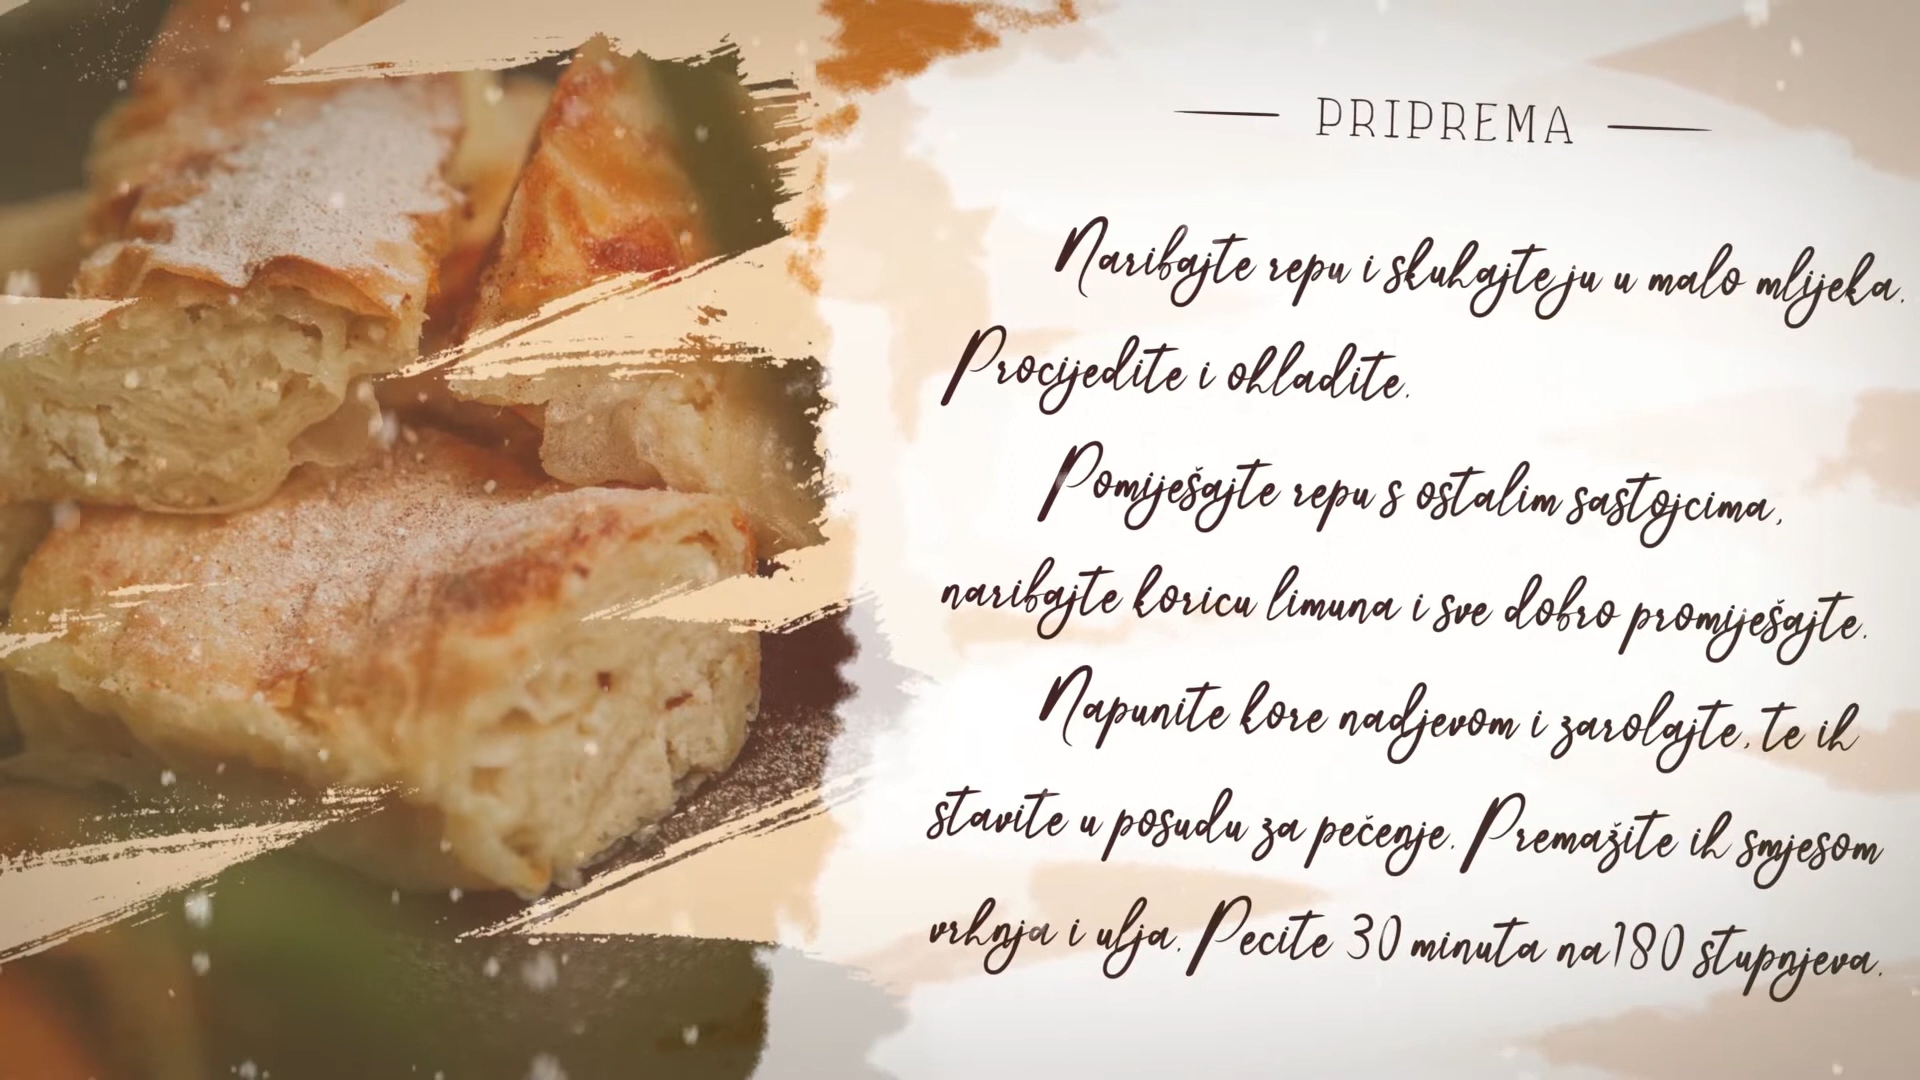 PRIPREMA
Naribajte repu i skuhajte ju u malo mlijeka.
Procijedite i ohladite.
Pomiješajte repu s ostalim sastojcima,
naribajte koricu limuna i sve dobro promiješajte.
Napunite kore nadjevom i zarolajte, te ih
stavite u posudu za pečenje. Premažite ih smjesom
vrhnja i ulja. Pecite 30 minuta na 180 stupnjeva.